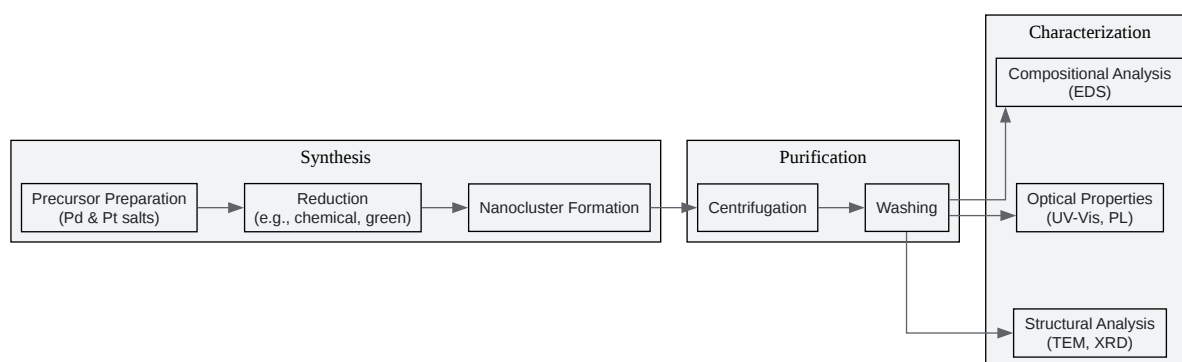 Synthesis
Precursor Preparation
(Pd & Pt salts)
Reduction
(e.g., chemical, green)
Nanocluster Formation
Purification
Centrifugation
Washing
Characterization
Compositional Analysis
(EDS)
Optical Properties
(UV-Vis, PL)
Structural Analysis
(TEM, XRD)